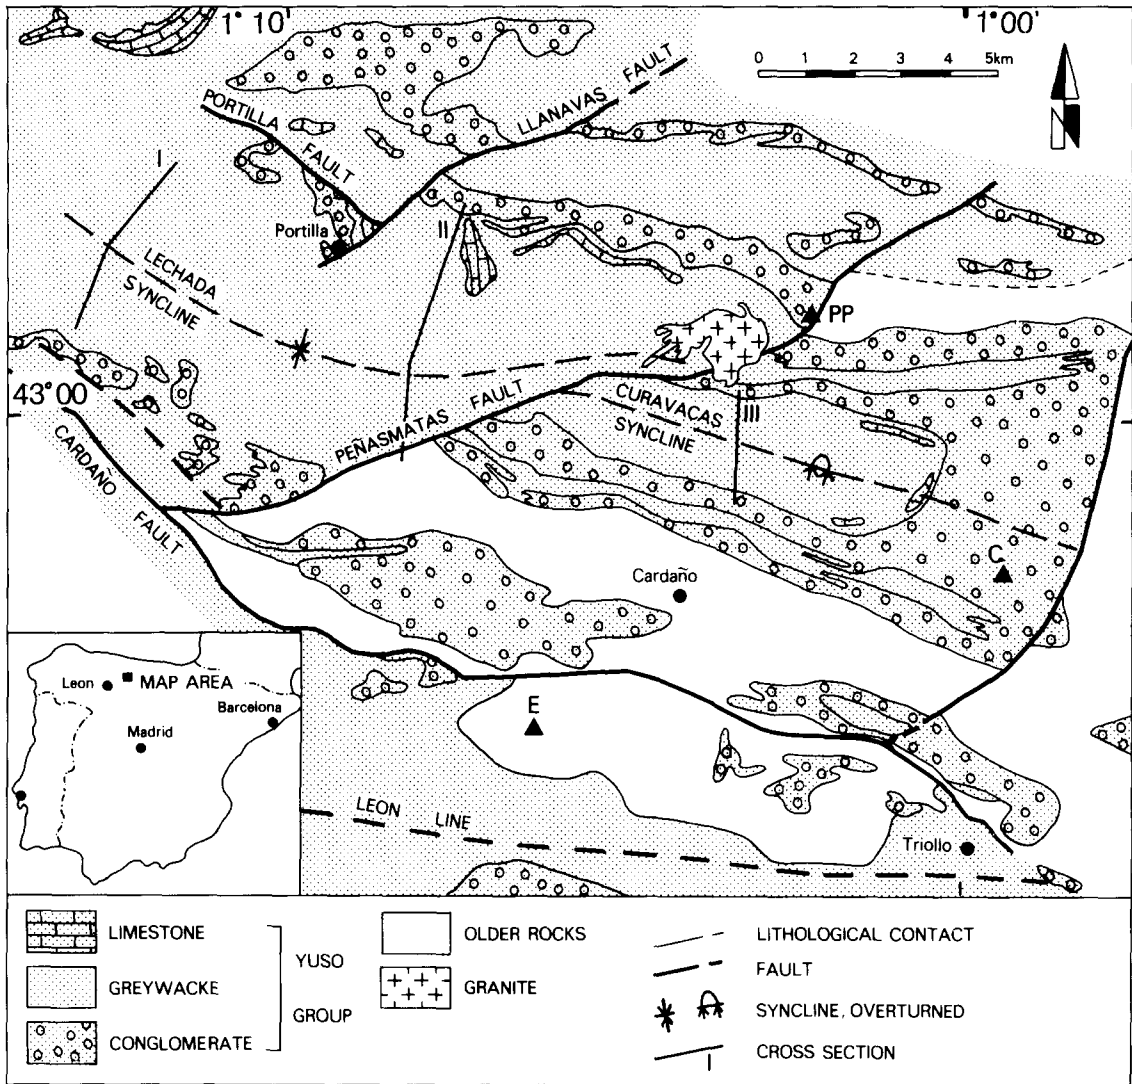 1°10'
1°00'
0 1 2 3 4 5km
PORTILLA
FAULT
LLANAVAS FAULT
I
Portilla
II
LECHADA
SYNCLINE
PP
43°00
PEÑASMATAS FAULT
CURAVACAS
SYNCLINE
III
CARDAÑO
FAULT
C
Cardaño
E
Leon
MAP AREA
Barcelona
Madrid
LEON
LINE
Triollo
LIMESTONE
GREYWACKE
CONGLOMERATE
YUSO
GROUP
OLDER ROCKS
GRANITE
LITHOLOGICAL CONTACT
FAULT
SYNCLINE, OVERTURNED
CROSS SECTION
I